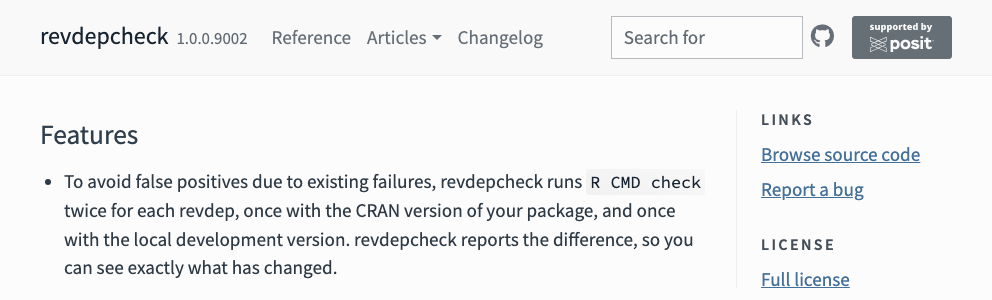 revdepcheck 1.0.0.9002 Reference Articles Changelog Search for supported by posit
Features
To avoid false positives due to existing failures, revdepcheck runs R CMD check
twice for each revdep, once with the CRAN version of your package, and once
with the local development version. revdepcheck reports the difference, so you
can see exactly what has changed.
LINKS
Browse source code
Report a bug
LICENSE
Full license